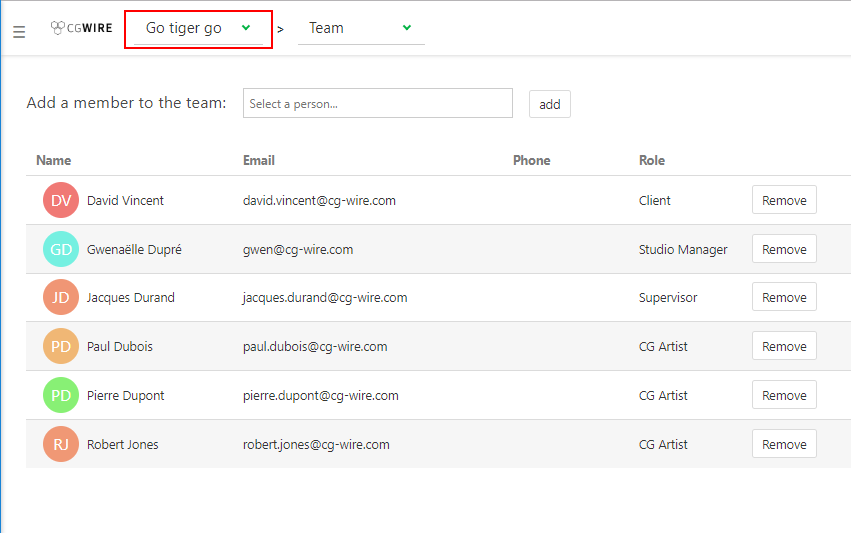 ☰ CGWIRE Go tiger go > Team
Add a member to the team: Select a person... add
Name Email Phone Role
DV David Vincent david.vincent@cg-wire.com Client Remove
GD Gwenaëlle Dupré gwen@cg-wire.com Studio Manager Remove
JD Jacques Durand jacques.durand@cg-wire.com Supervisor Remove
PD Paul Dubois paul.dubois@cg-wire.com CG Artist Remove
PD Pierre Dupont pierre.dupont@cg-wire.com CG Artist Remove
RJ Robert Jones robert.jones@cg-wire.com CG Artist Remove